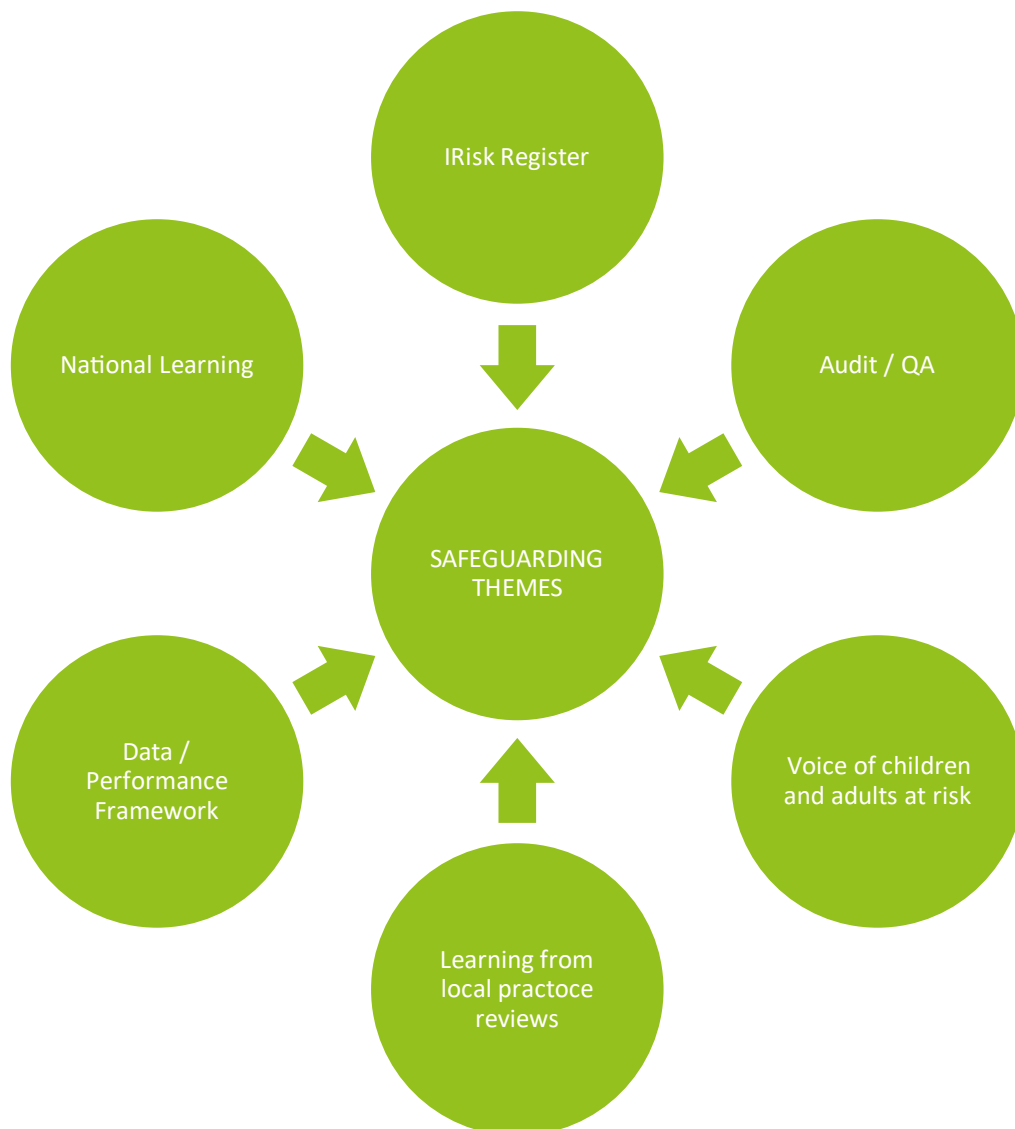 IRisk Register
National Learning
Audit / QA
SAFEGUARDING
THEMES
Data /
Performance
Framework
Voice of children
and adults at risk
Learning from
local practoce
reviews